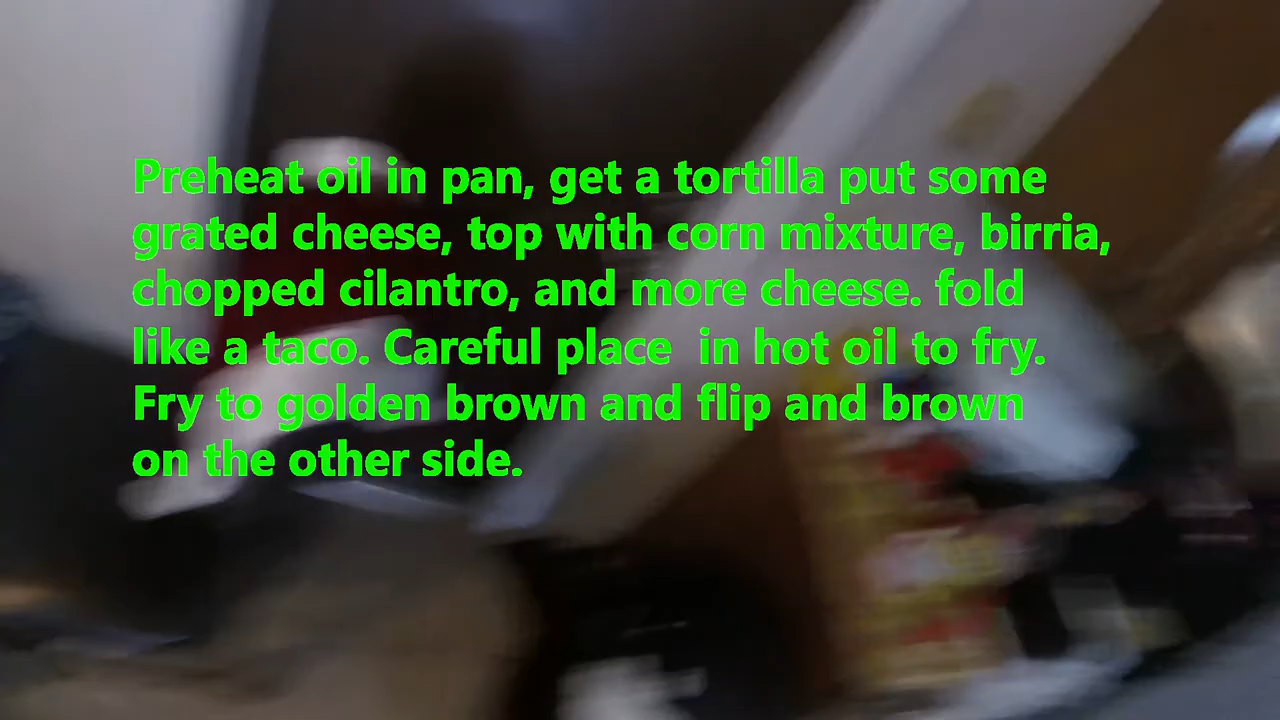 Preheat oil in pan, get a tortilla put some
grated cheese, top with corn mixture, birria,
chopped cilantro, and more cheese. fold
like a taco. Careful place  in hot oil to fry.
Fry to golden brown and flip and brown
on the other side.